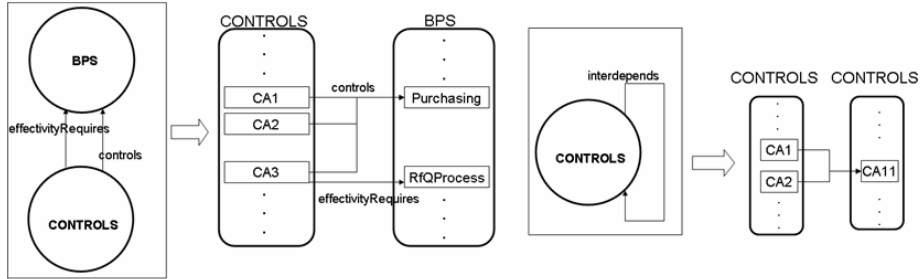 BPS
effectivityRequires
controls
CONTROLS
CONTROLS
BPS
CA1
controls
Purchasing
CA2
CA3
RfQProcess
effectivityRequires
interdepends
CONTROLS
CONTROLS
CONTROLS
CA1
CA2
CA11